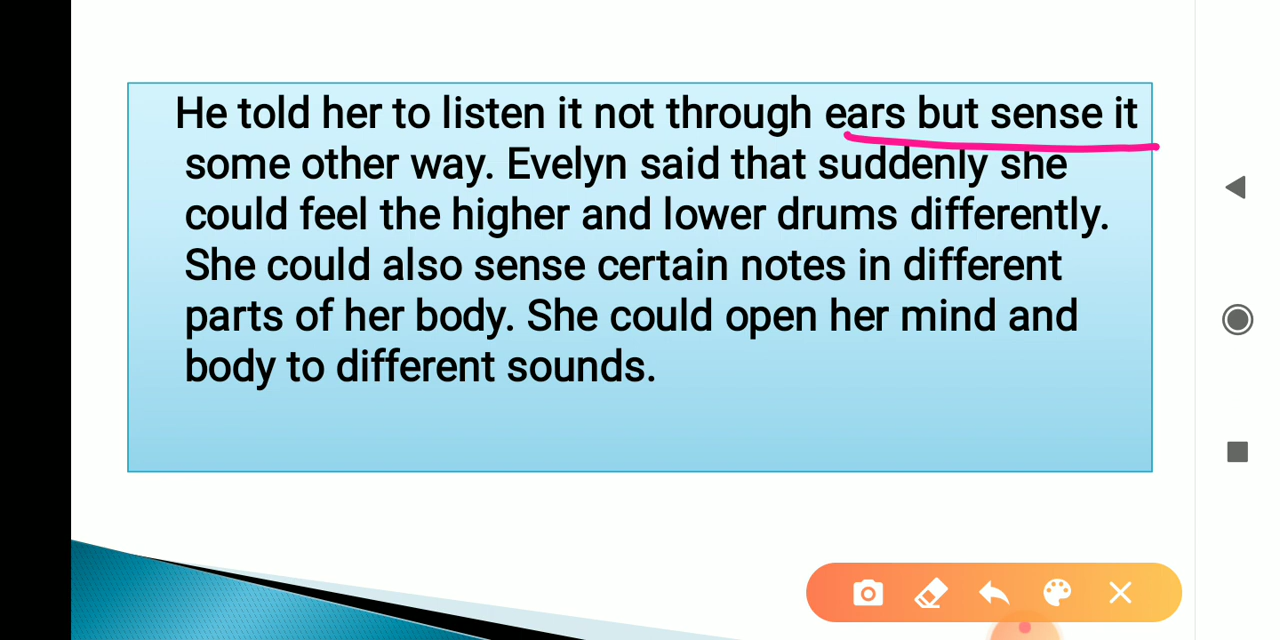 He told her to listen it not through ears but sense it
some other way. Evelyn said that suddenly she
could feel the higher and lower drums differently.
She could also sense certain notes in different
parts of her body. She could open her mind and
body to different sounds.